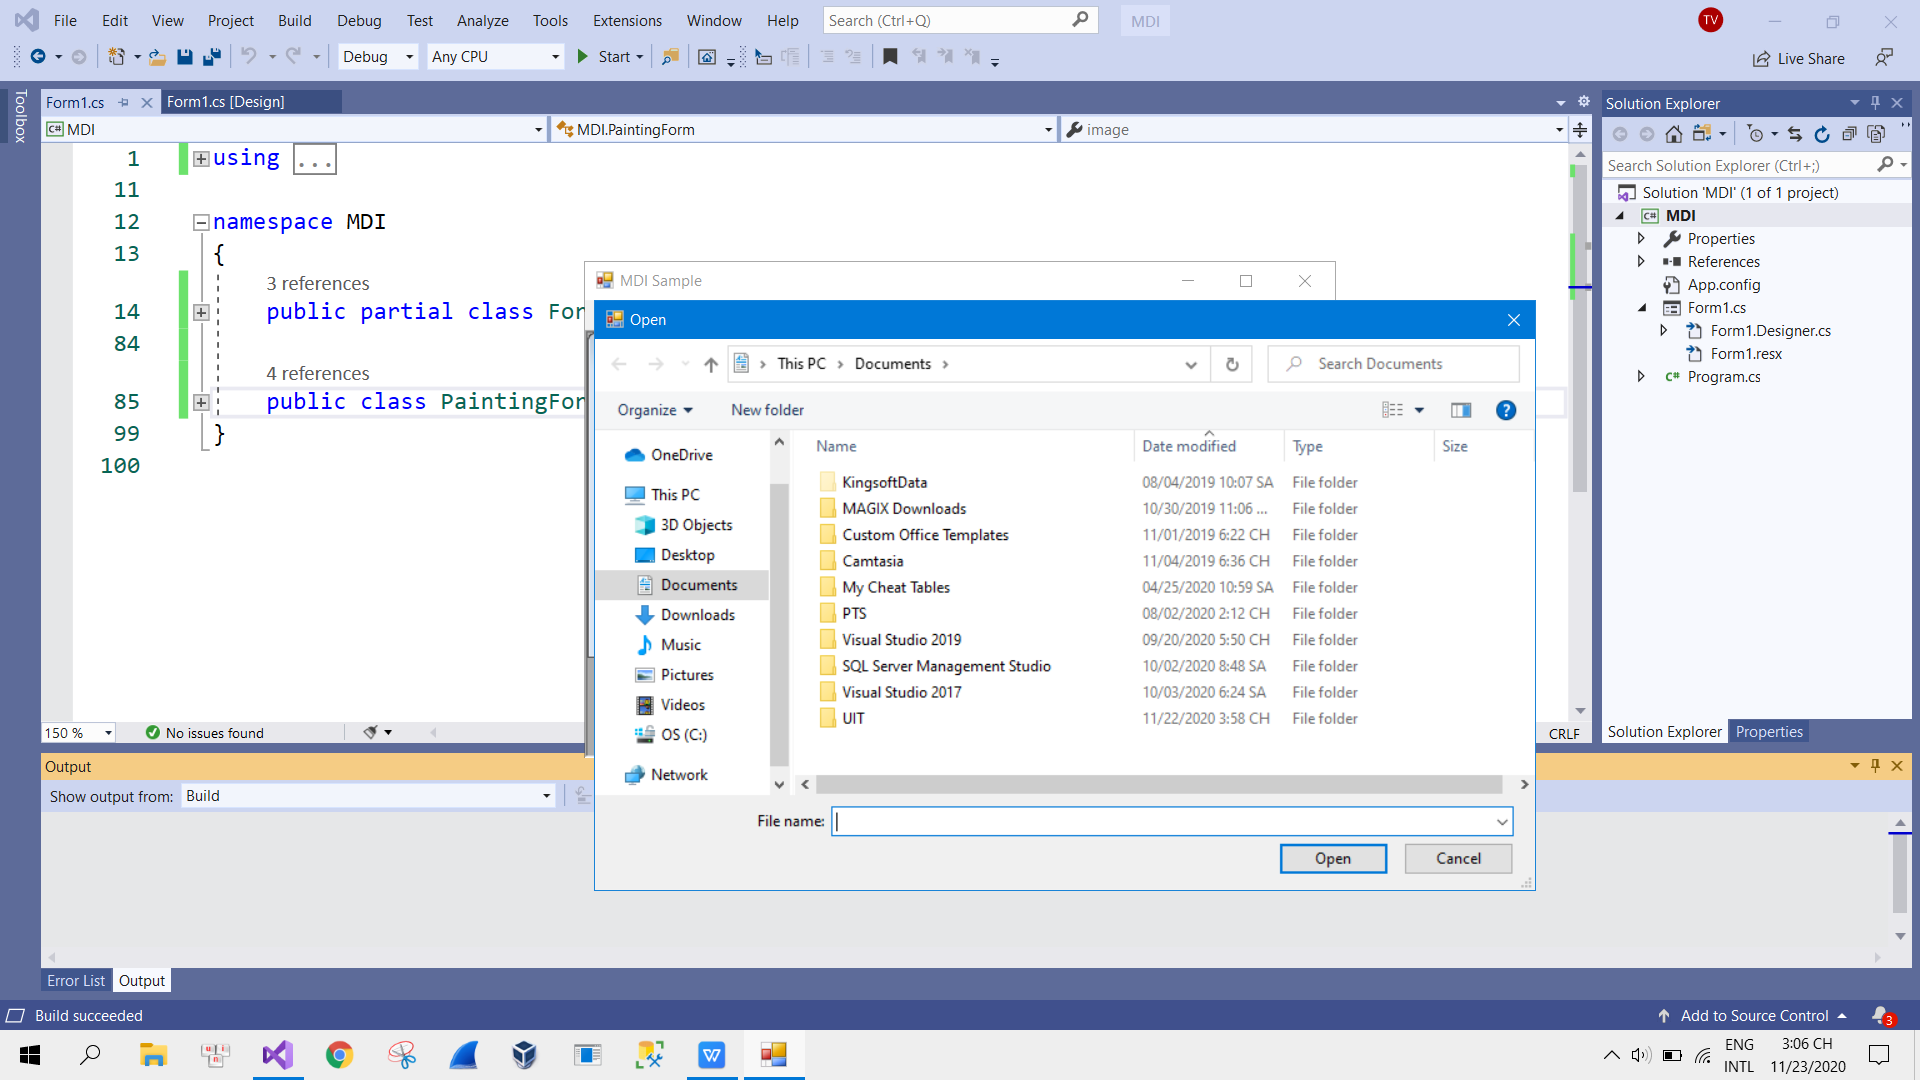 File Edit View Project Build Debug Test Analyze Tools Extensions Window Help Search (Ctrl+Q) MDI TV
Debug Any CPU Start Live Share
Toolbox
Form1.cs Form1.cs [Design]
C# MDI MDI.PaintingForm image
1 using ...
11
12 namespace MDI
13 {
3 references
14 public partial class For
84
4 references
85 public class PaintingFor
99 }
100
150 % No issues found CRLF
MDI Sample
Open
This PC Documents Search Documents
Organize New folder
OneDrive
This PC
3D Objects
Desktop
Documents
Downloads
Music
Pictures
Videos
OS (C:)
Network
Name Date modified Type Size
KingsoftData 08/04/2019 10:07 SA File folder
MAGIX Downloads 10/30/2019 11:06 ... File folder
Custom Office Templates 11/01/2019 6:22 CH File folder
Camtasia 11/04/2019 6:36 CH File folder
My Cheat Tables 04/25/2020 10:59 SA File folder
PTS 08/02/2020 2:12 CH File folder
Visual Studio 2019 09/20/2020 5:50 CH File folder
SQL Server Management Studio 10/02/2020 8:48 SA File folder
Visual Studio 2017 10/03/2020 6:24 SA File folder
UIT 11/22/2020 3:58 CH File folder
File name:
Open Cancel
Solution Explorer
Search Solution Explorer (Ctrl+;)
Solution 'MDI' (1 of 1 project)
C# MDI
Properties
References
App.config
Form1.cs
Form1.Designer.cs
Form1.resx
C# Program.cs
Solution Explorer Properties
Output
Show output from: Build
Error List Output
Build succeeded Add to Source Control 3
ENG 3:06 CH
INTL 11/23/2020